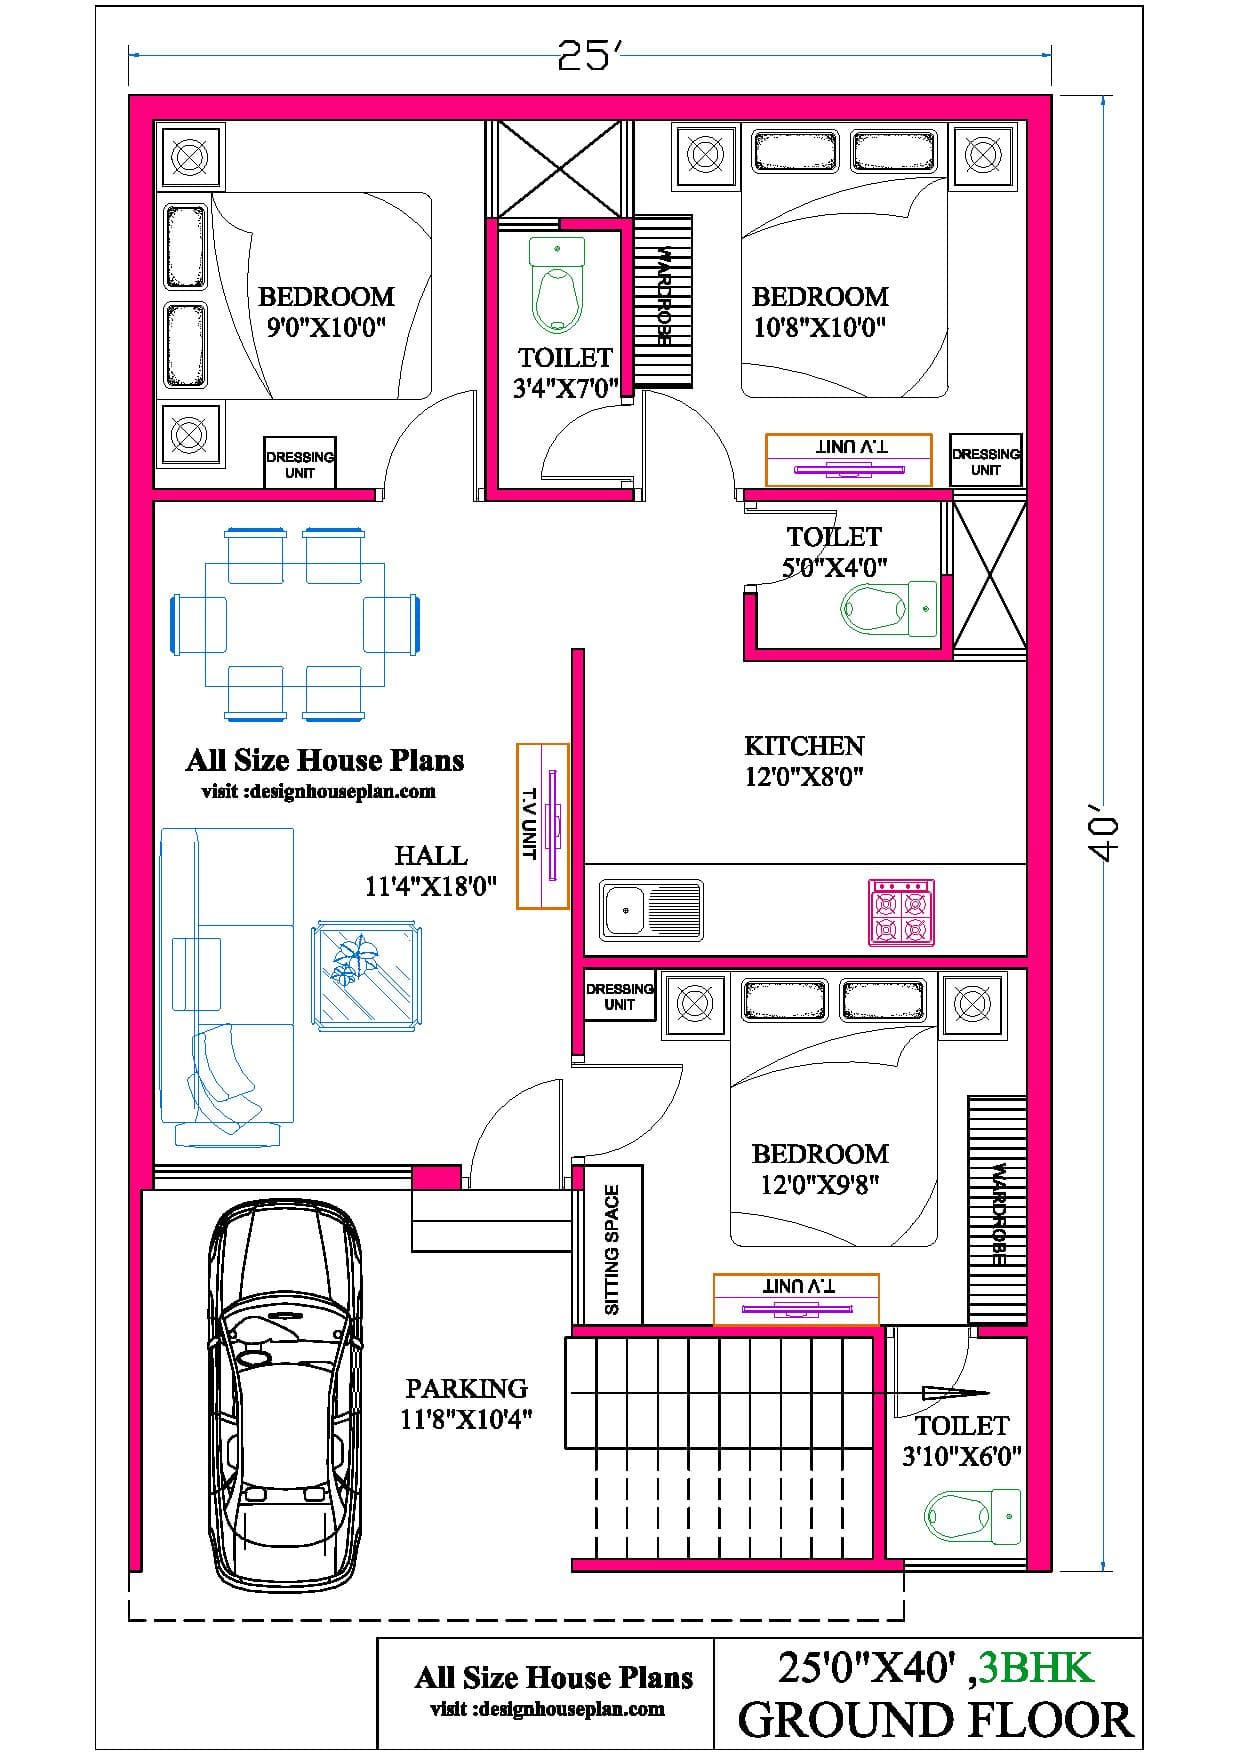 25'
BEDROOM
9'0"X10'0"
TOILET
3'4"X7'0"
WARDROBE
BEDROOM
10'8"X10'0"
DRESSING
UNIT
T.V UNIT
DRESSING
UNIT
TOILET
5'0"X4'0"
KITCHEN
12'0"X8'0"
All Size House Plans
visit :designhouseplan.com
T.V UNIT
HALL
11'4"X18'0"
40'
DRESSING
UNIT
BEDROOM
12'0"X9'8"
WARDROBE
SITTING SPACE
T.V UNIT
PARKING
11'8"X10'4"
TOILET
3'10"X6'0"
All Size House Plans
visit :designhouseplan.com
25'0"X40' ,3BHK
GROUND FLOOR